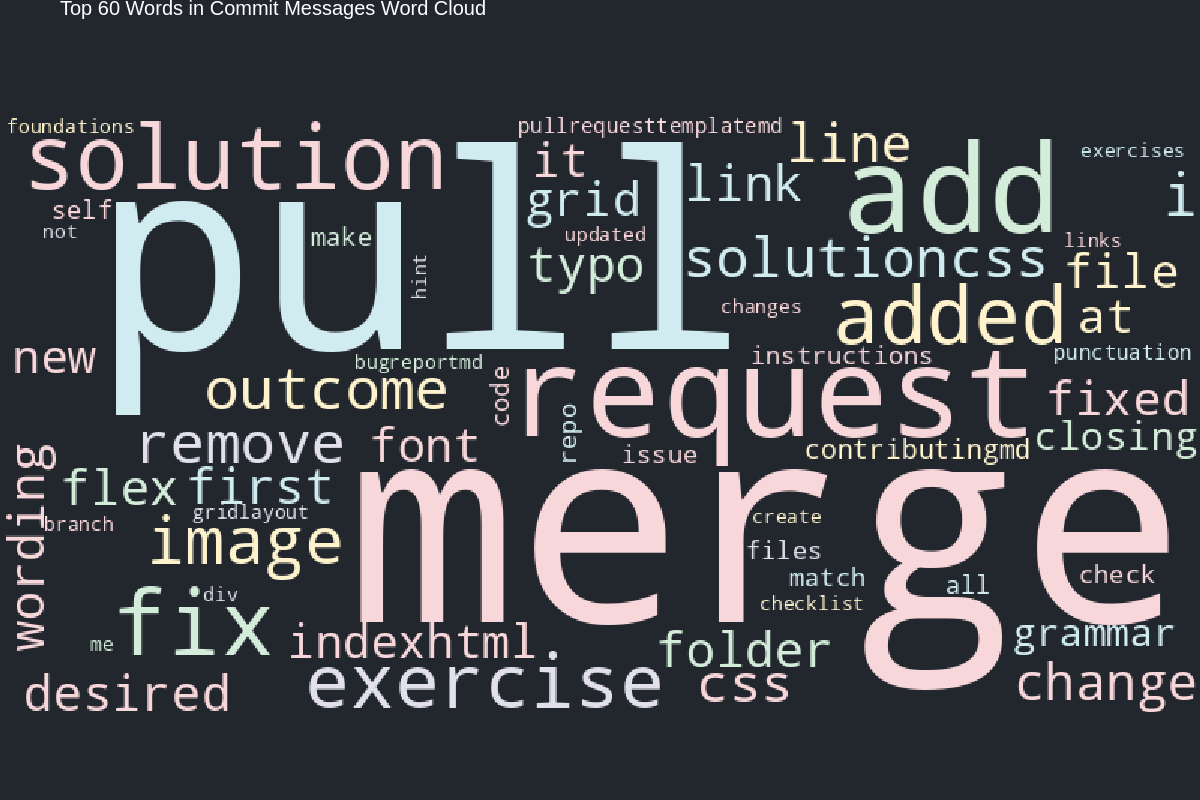 Top 60 Words in Commit Messages Word Cloud
foundations
solution
pullrequesttemplatemd
it
line
exercises
link
add
i
grid
self
not
pull
make
updated
typo
solutioncss
links
file
hint
changes
added
at
new
bugreportmd
instructions
punctuation
outcome
code
request
fixed
repo
remove
font
issue
contributingmd
closing
wording
flex
first
merge
gridlayout
branch
image
create
files
match
all
check
checklist
div
fix
me
indexhtml
folder
grammar
desired
exercise
css
change